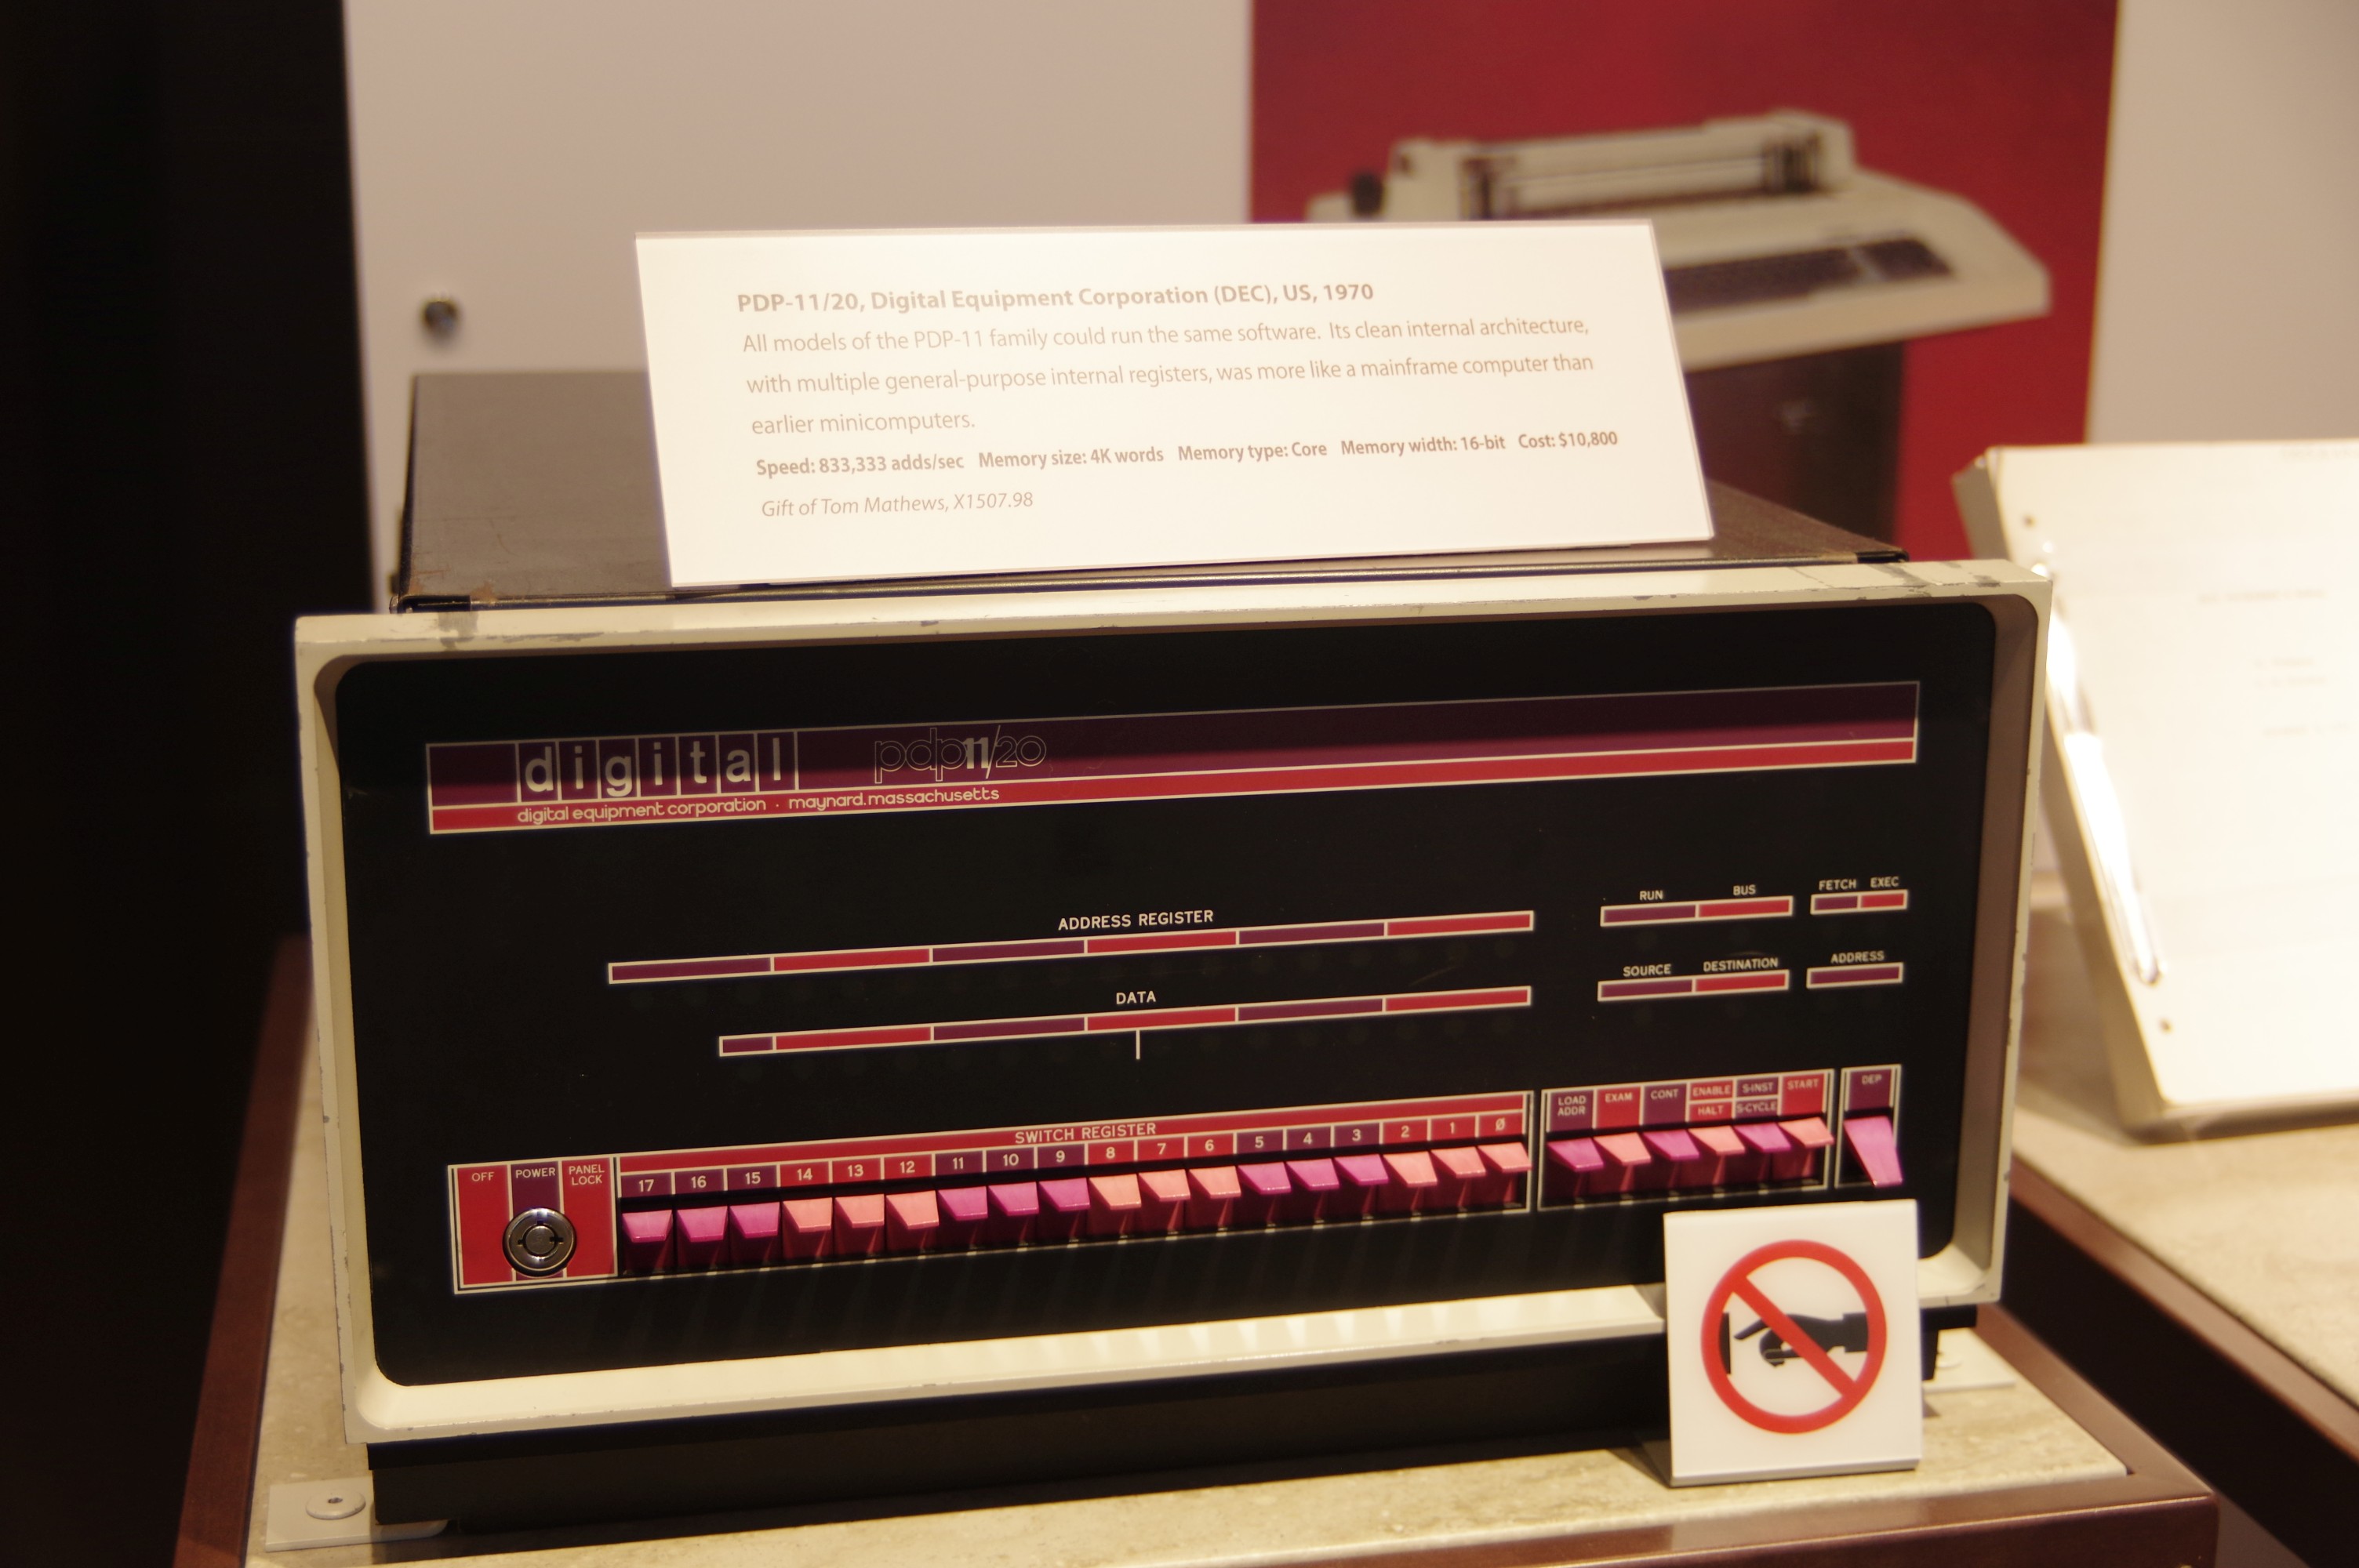 PDP-11/20, Digital Equipment Corporation (DEC), US, 1970
All models of the PDP-11 family could run the same software. Its clean internal architecture,
with multiple general-purpose internal registers, was more like a mainframe computer than
earlier minicomputers.
Speed: 833,333 adds/sec Memory size: 4K words Memory type: Core Memory width: 16-bit Cost: $10,800
Gift of Tom Mathews, X1507.98
digital pdp11/20
digital equipment corporation · maynard. massachusetts
ADDRESS REGISTER
RUN BUS FETCH EXEC
DATA
SOURCE DESTINATION ADDRESS
SWITCH REGISTER
OFF POWER PANEL LOCK
17 16 15 14 13 12 11 10 9 8 7 6 5 4 3 2 1 Ø
LOAD ADDR EXAM CONT ENABLE HALT S-INST S-CYCLE START DEP